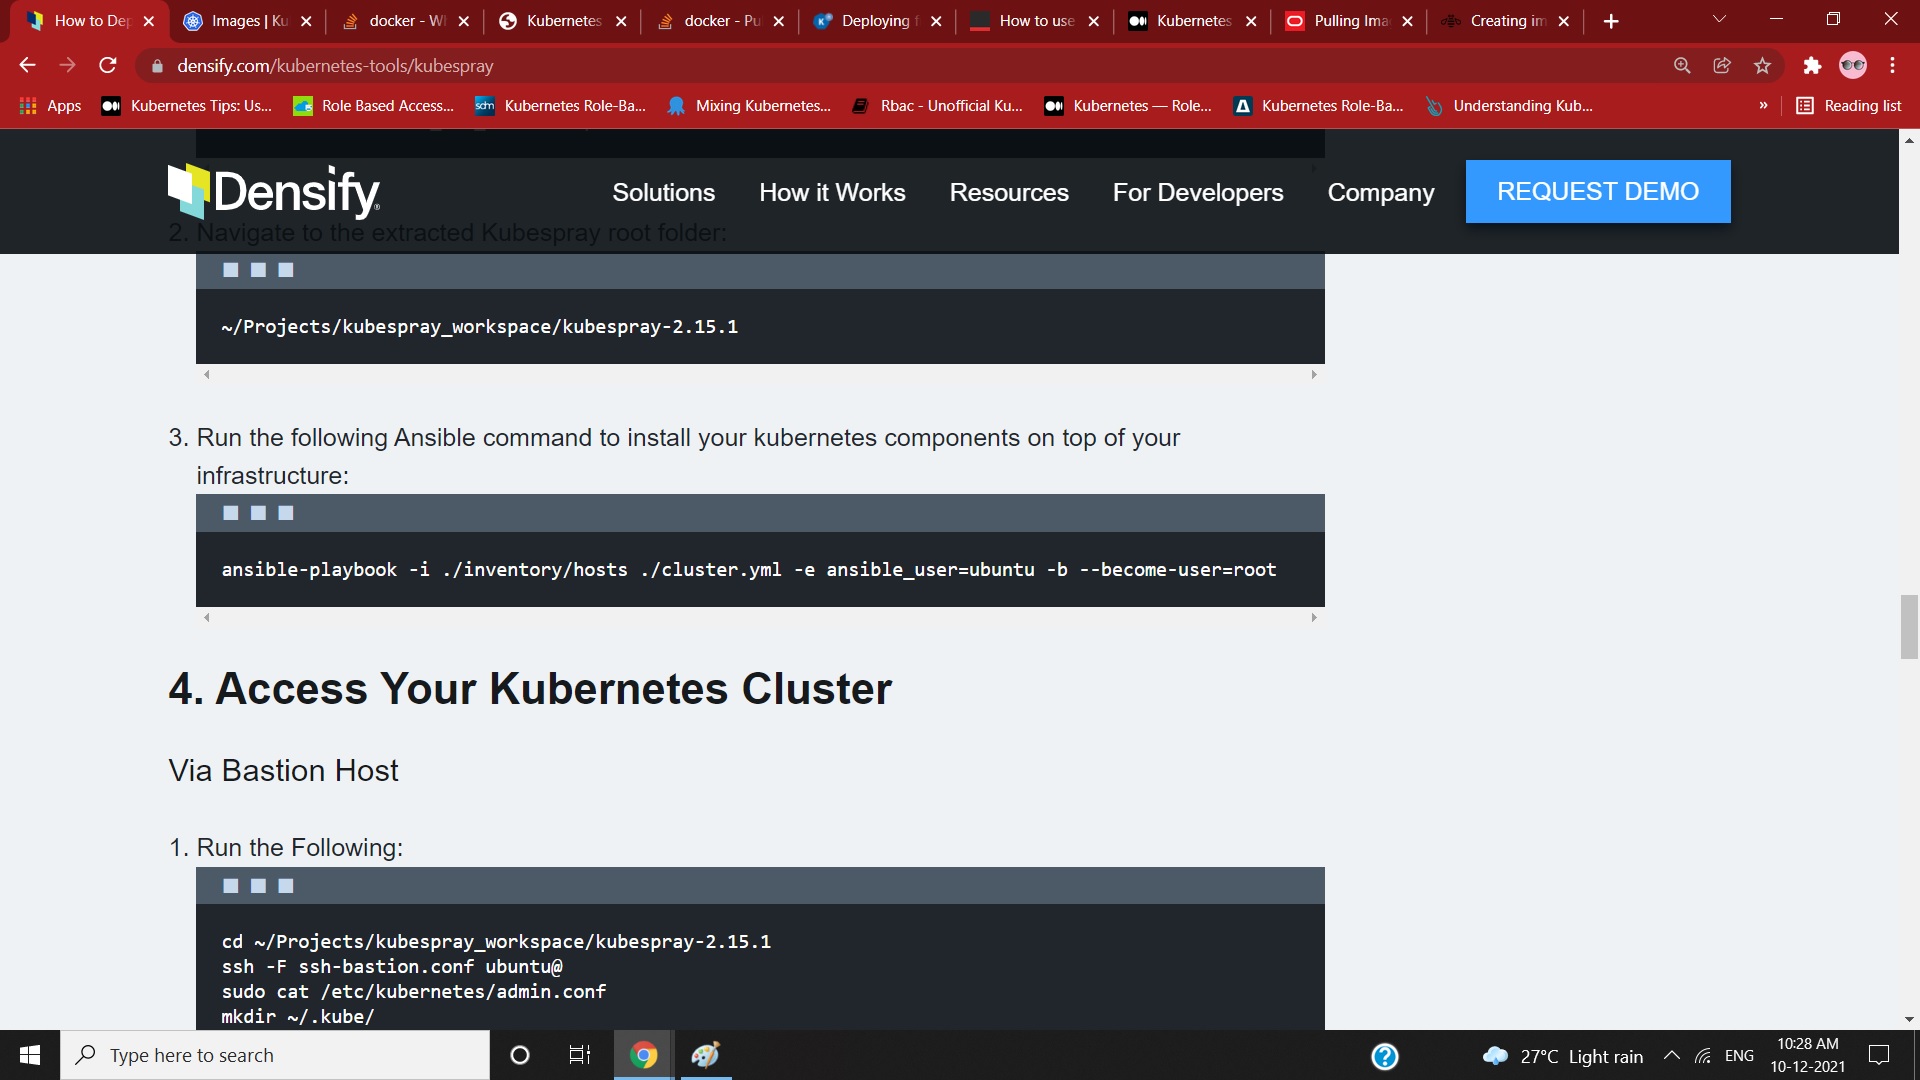 How to Dep
Images | Ku
docker - Wh
Kubernetes
docker - Pu
Deploying
How to use
Kubernetes
Pulling Ima
Creating im
densify.com/kubernetes-tools/kubespray
Apps
Kubernetes Tips: Us...
Role Based Access...
sdm
Kubernetes Role-Ba...
Mixing Kubernetes...
Rbac - Unofficial Ku...
Kubernetes — Role...
Kubernetes Role-Ba...
Understanding Kub...
»
Reading list
Densify
Solutions
How it Works
Resources
For Developers
Company
REQUEST DEMO
2. Navigate to the extracted Kubespray root folder:
~/Projects/kubespray_workspace/kubespray-2.15.1
3. Run the following Ansible command to install your kubernetes components on top of your
infrastructure:
ansible-playbook -i ./inventory/hosts ./cluster.yml -e ansible_user=ubuntu -b --become-user=root
4. Access Your Kubernetes Cluster
Via Bastion Host
1. Run the Following:
cd ~/Projects/kubespray_workspace/kubespray-2.15.1
ssh -F ssh-bastion.conf ubuntu@
sudo cat /etc/kubernetes/admin.conf
mkdir ~/.kube/
Type here to search
27°C Light rain
ENG
10:28 AM
10-12-2021